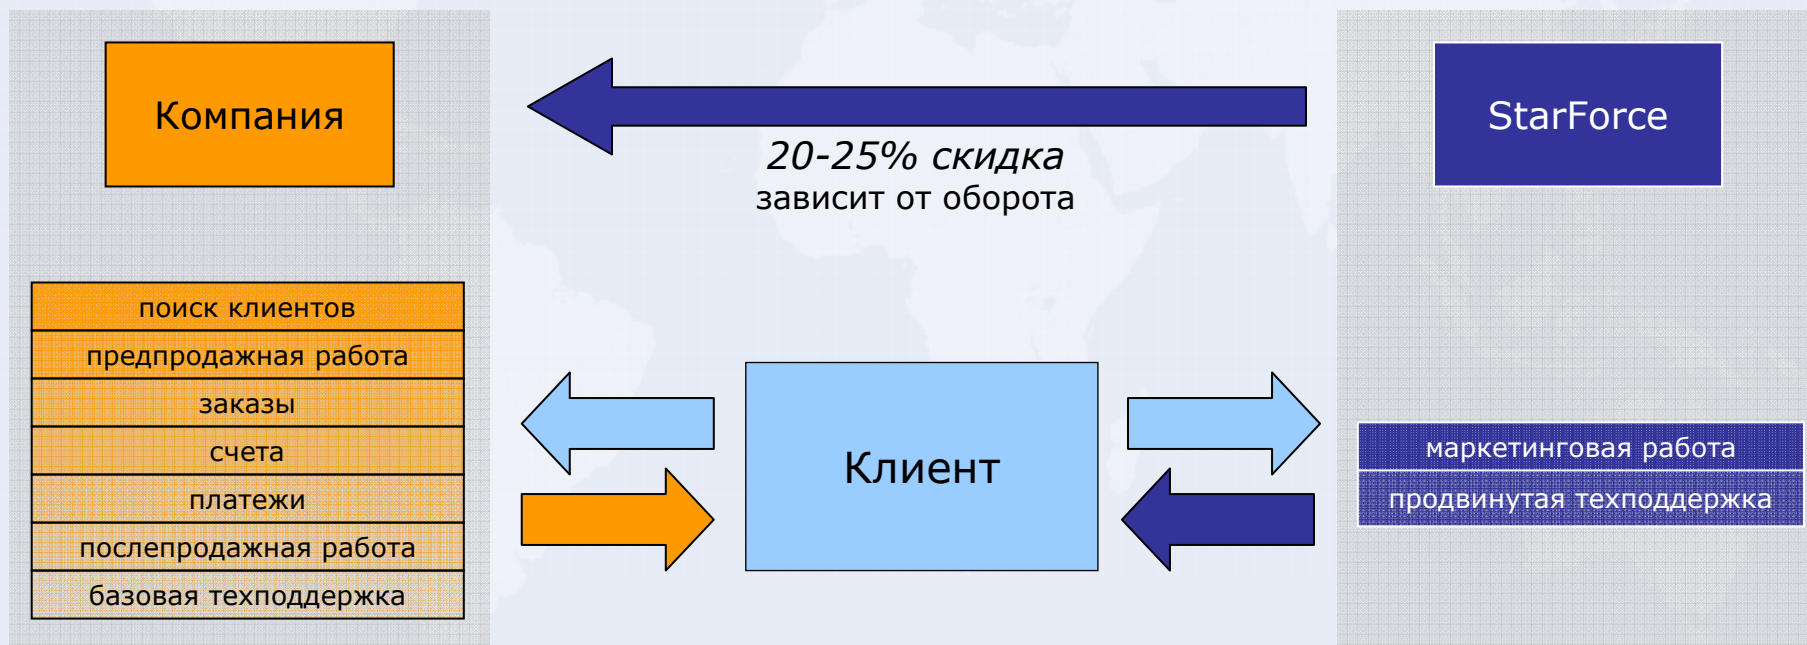 Компания
StarForce
20-25% скидка
зависит от оборота
поиск клиентов
предпродажная работа
заказы
счета
платежи
послепродажная работа
базовая техподдержка
Клиент
маркетинговая работа
продвинутая техподдержка